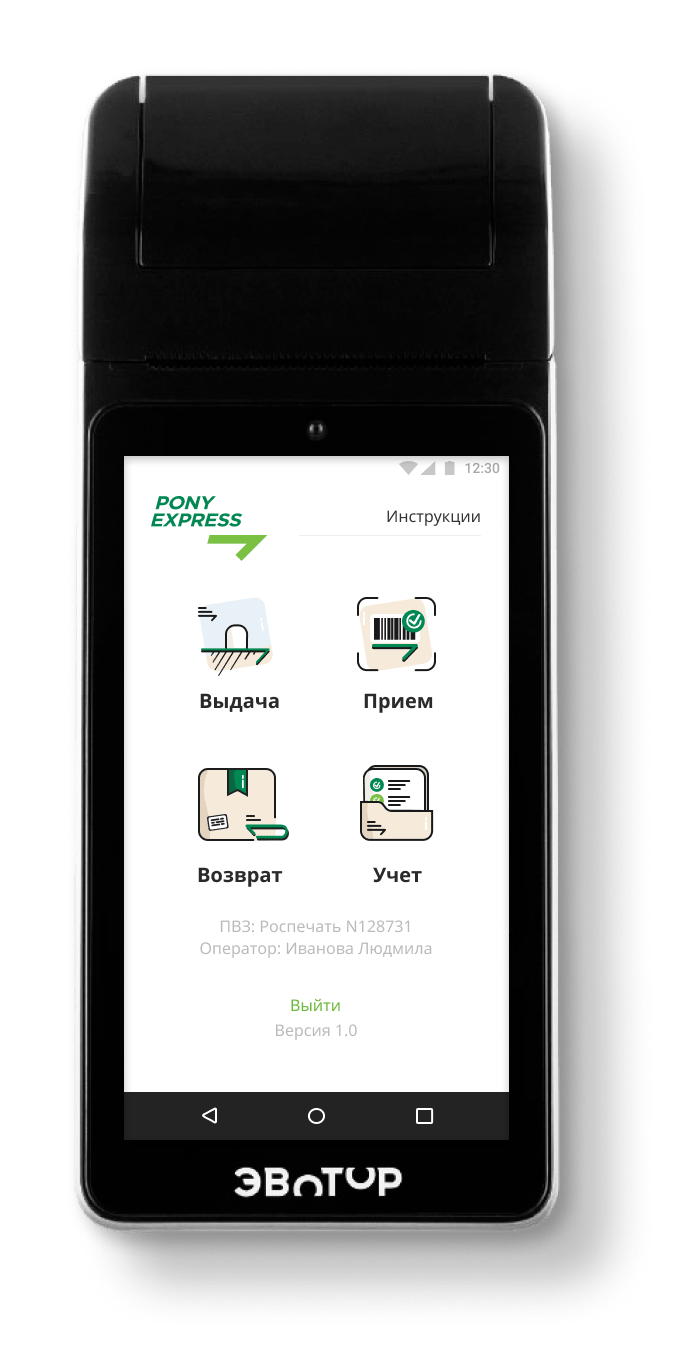 12:30
PONY
EXPRESS
Инструкции
Выдача
Прием
Возврат
Учет
ПВЗ: Роспечать N128731
Оператор: Иванова Людмила
Выйти
Версия 1.0
ЭВОТОР